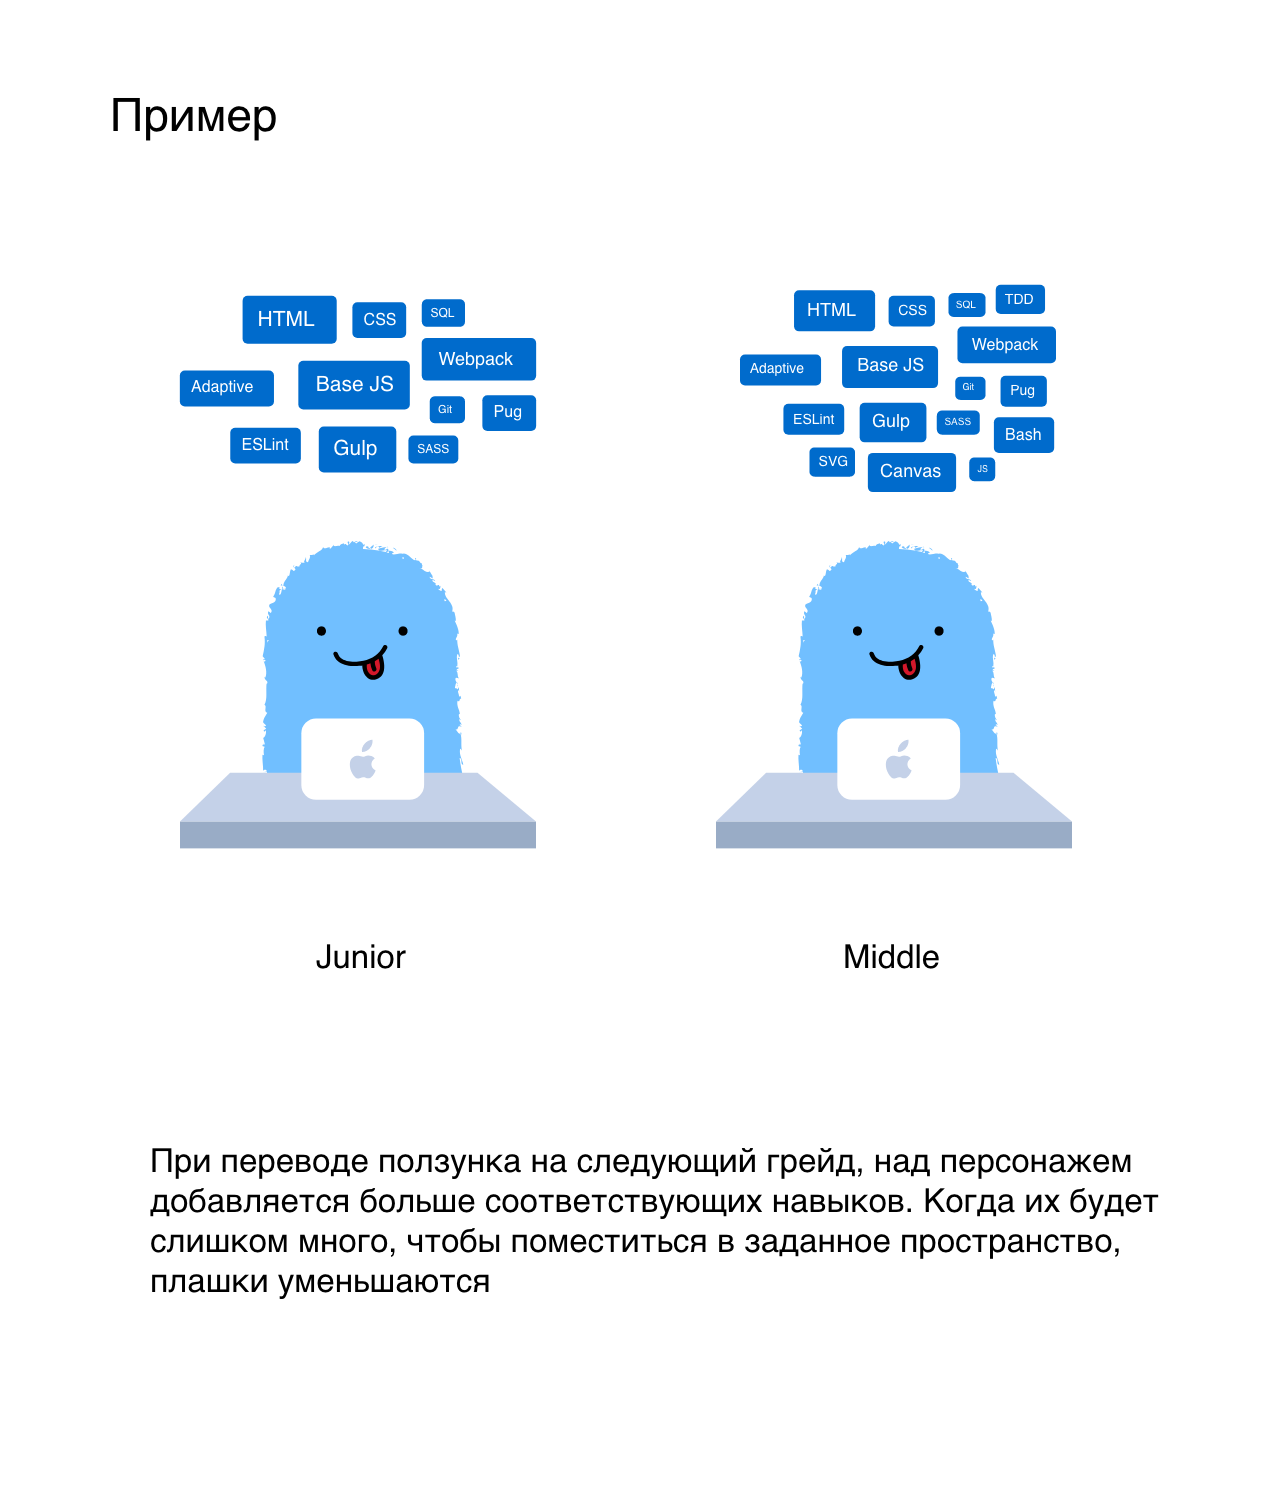 Пример
HTML
CSS
SQL
Webpack
Adaptive
Base JS
Git
Pug
ESLint
Gulp
SASS
HTML
CSS
SQL
TDD
Webpack
Adaptive
Base JS
Git
Pug
ESLint
Gulp
SASS
Bash
SVG
Canvas
JS
Junior
Middle
При переводе ползунка на следующий грейд, над персонажем
добавляется больше соответствующих навыков. Когда их будет
слишком много, чтобы поместиться в заданное пространство,
плашки уменьшаются